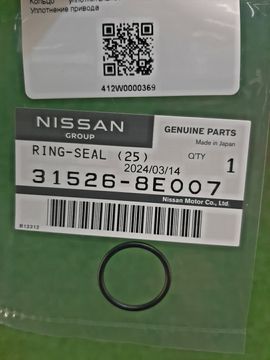 Кольцо уплотнительное
Уплотнение привода
412W0000369
NISSAN
GROUP
GENUINE PARTS
Made in Japan
RING-SEAL (25)
Q'TY
1
2024/03/14
31526-8E007
Nissan Motor Co., Ltd.